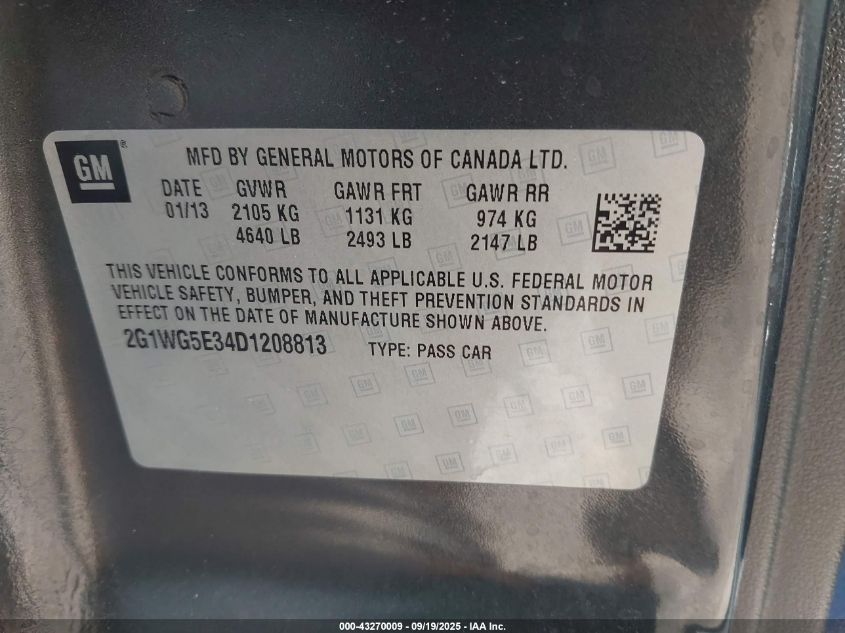 GM
MFD BY GENERAL MOTORS OF CANADA LTD.
DATE GVWR GAWR FRT GAWR RR
01/13 2105 KG 1131 KG 974 KG
4640 LB 2493 LB 2147 LB
THIS VEHICLE CONFORMS TO ALL APPLICABLE U.S. FEDERAL MOTOR
VEHICLE SAFETY, BUMPER, AND THEFT PREVENTION STANDARDS IN
EFFECT ON THE DATE OF MANUFACTURE SHOWN ABOVE.
2G1WG5E34D1208813 TYPE: PASS CAR
000-43270009 - 09/19/2025 - IAA Inc.